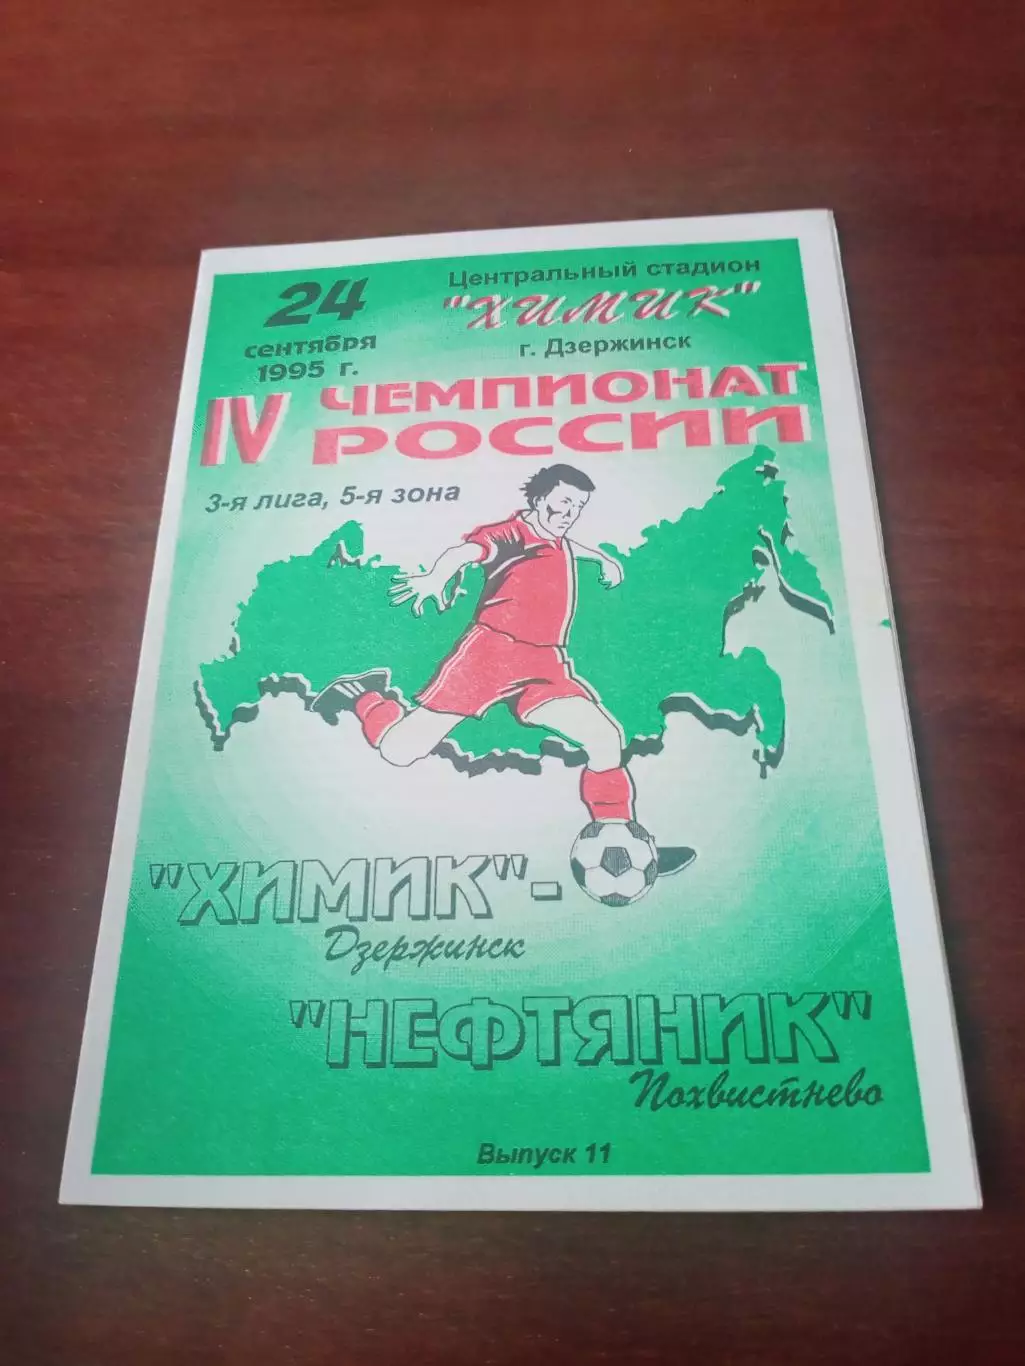 24
сентября
1995 г.
Центральный стадион
"ХИМИК"
г. Дзержинск
IV ЧЕМПИОНАТ
РОССИИ
3-я лига, 5-я зона
"ХИМИК"-
Дзержинск
"НЕФТЯНИК"
Похвистнево
Выпуск 11